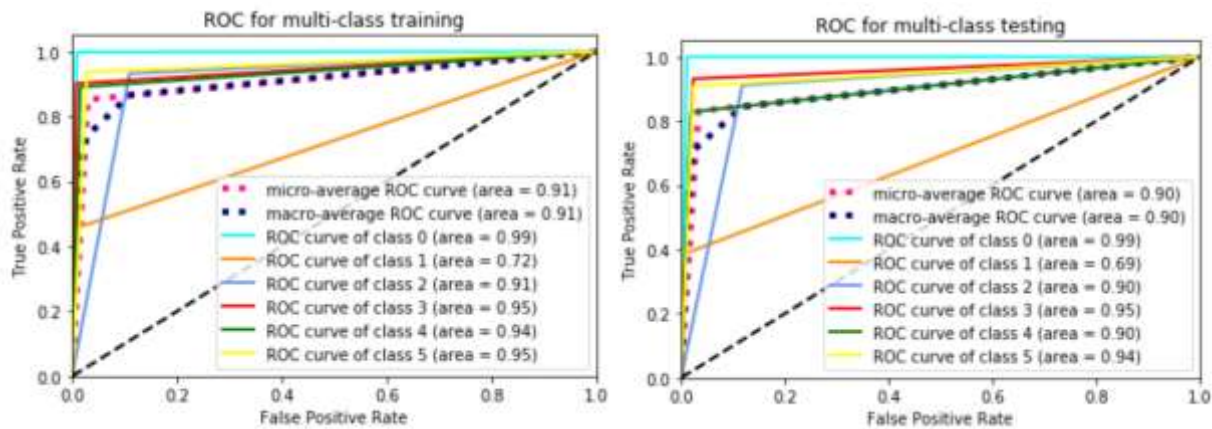 ROC for multi-class training
1.0
0.8
0.6
0.4
0.2
0.0
True Positive Rate
micro-average ROC curve (area = 0.91)
macro-average ROC curve (area = 0.91)
ROC curve of class 0 (area = 0.99)
ROC curve of class 1 (area = 0.72)
ROC curve of class 2 (area = 0.91)
ROC curve of class 3 (area = 0.95)
ROC curve of class 4 (area = 0.94)
ROC curve of class 5 (area = 0.95)
0.0 0.2 0.4 0.6 0.8 1.0
False Positive Rate
ROC for multi-class testing
1.0
0.8
0.6
0.4
0.2
0.0
True Positive Rate
micro-average ROC curve (area = 0.90)
macro-average ROC curve (area = 0.90)
ROC curve of class 0 (area = 0.99)
ROC curve of class 1 (area = 0.69)
ROC curve of class 2 (area = 0.90)
ROC curve of class 3 (area = 0.95)
ROC curve of class 4 (area = 0.90)
ROC curve of class 5 (area = 0.94)
0.0 0.2 0.4 0.6 0.8 1.0
False Positive Rate